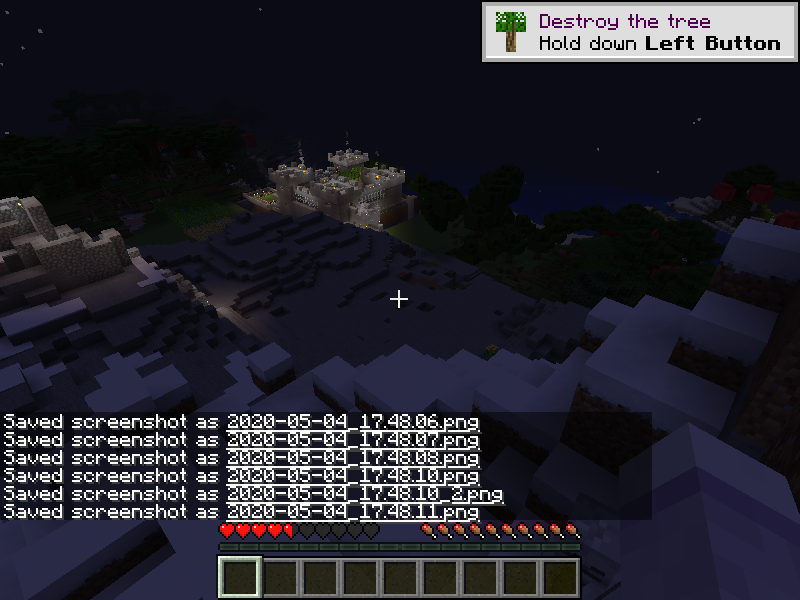 Destroy the tree
Hold down Left Button
Saved screenshot as 2020-05-04_17.48.06.png
Saved screenshot as 2020-05-04_17.48.07.png
Saved screenshot as 2020-05-04_17.48.08.png
Saved screenshot as 2020-05-04_17.48.10.png
Saved screenshot as 2020-05-04_17.48.10_2.png
Saved screenshot as 2020-05-04_17.48.11.png